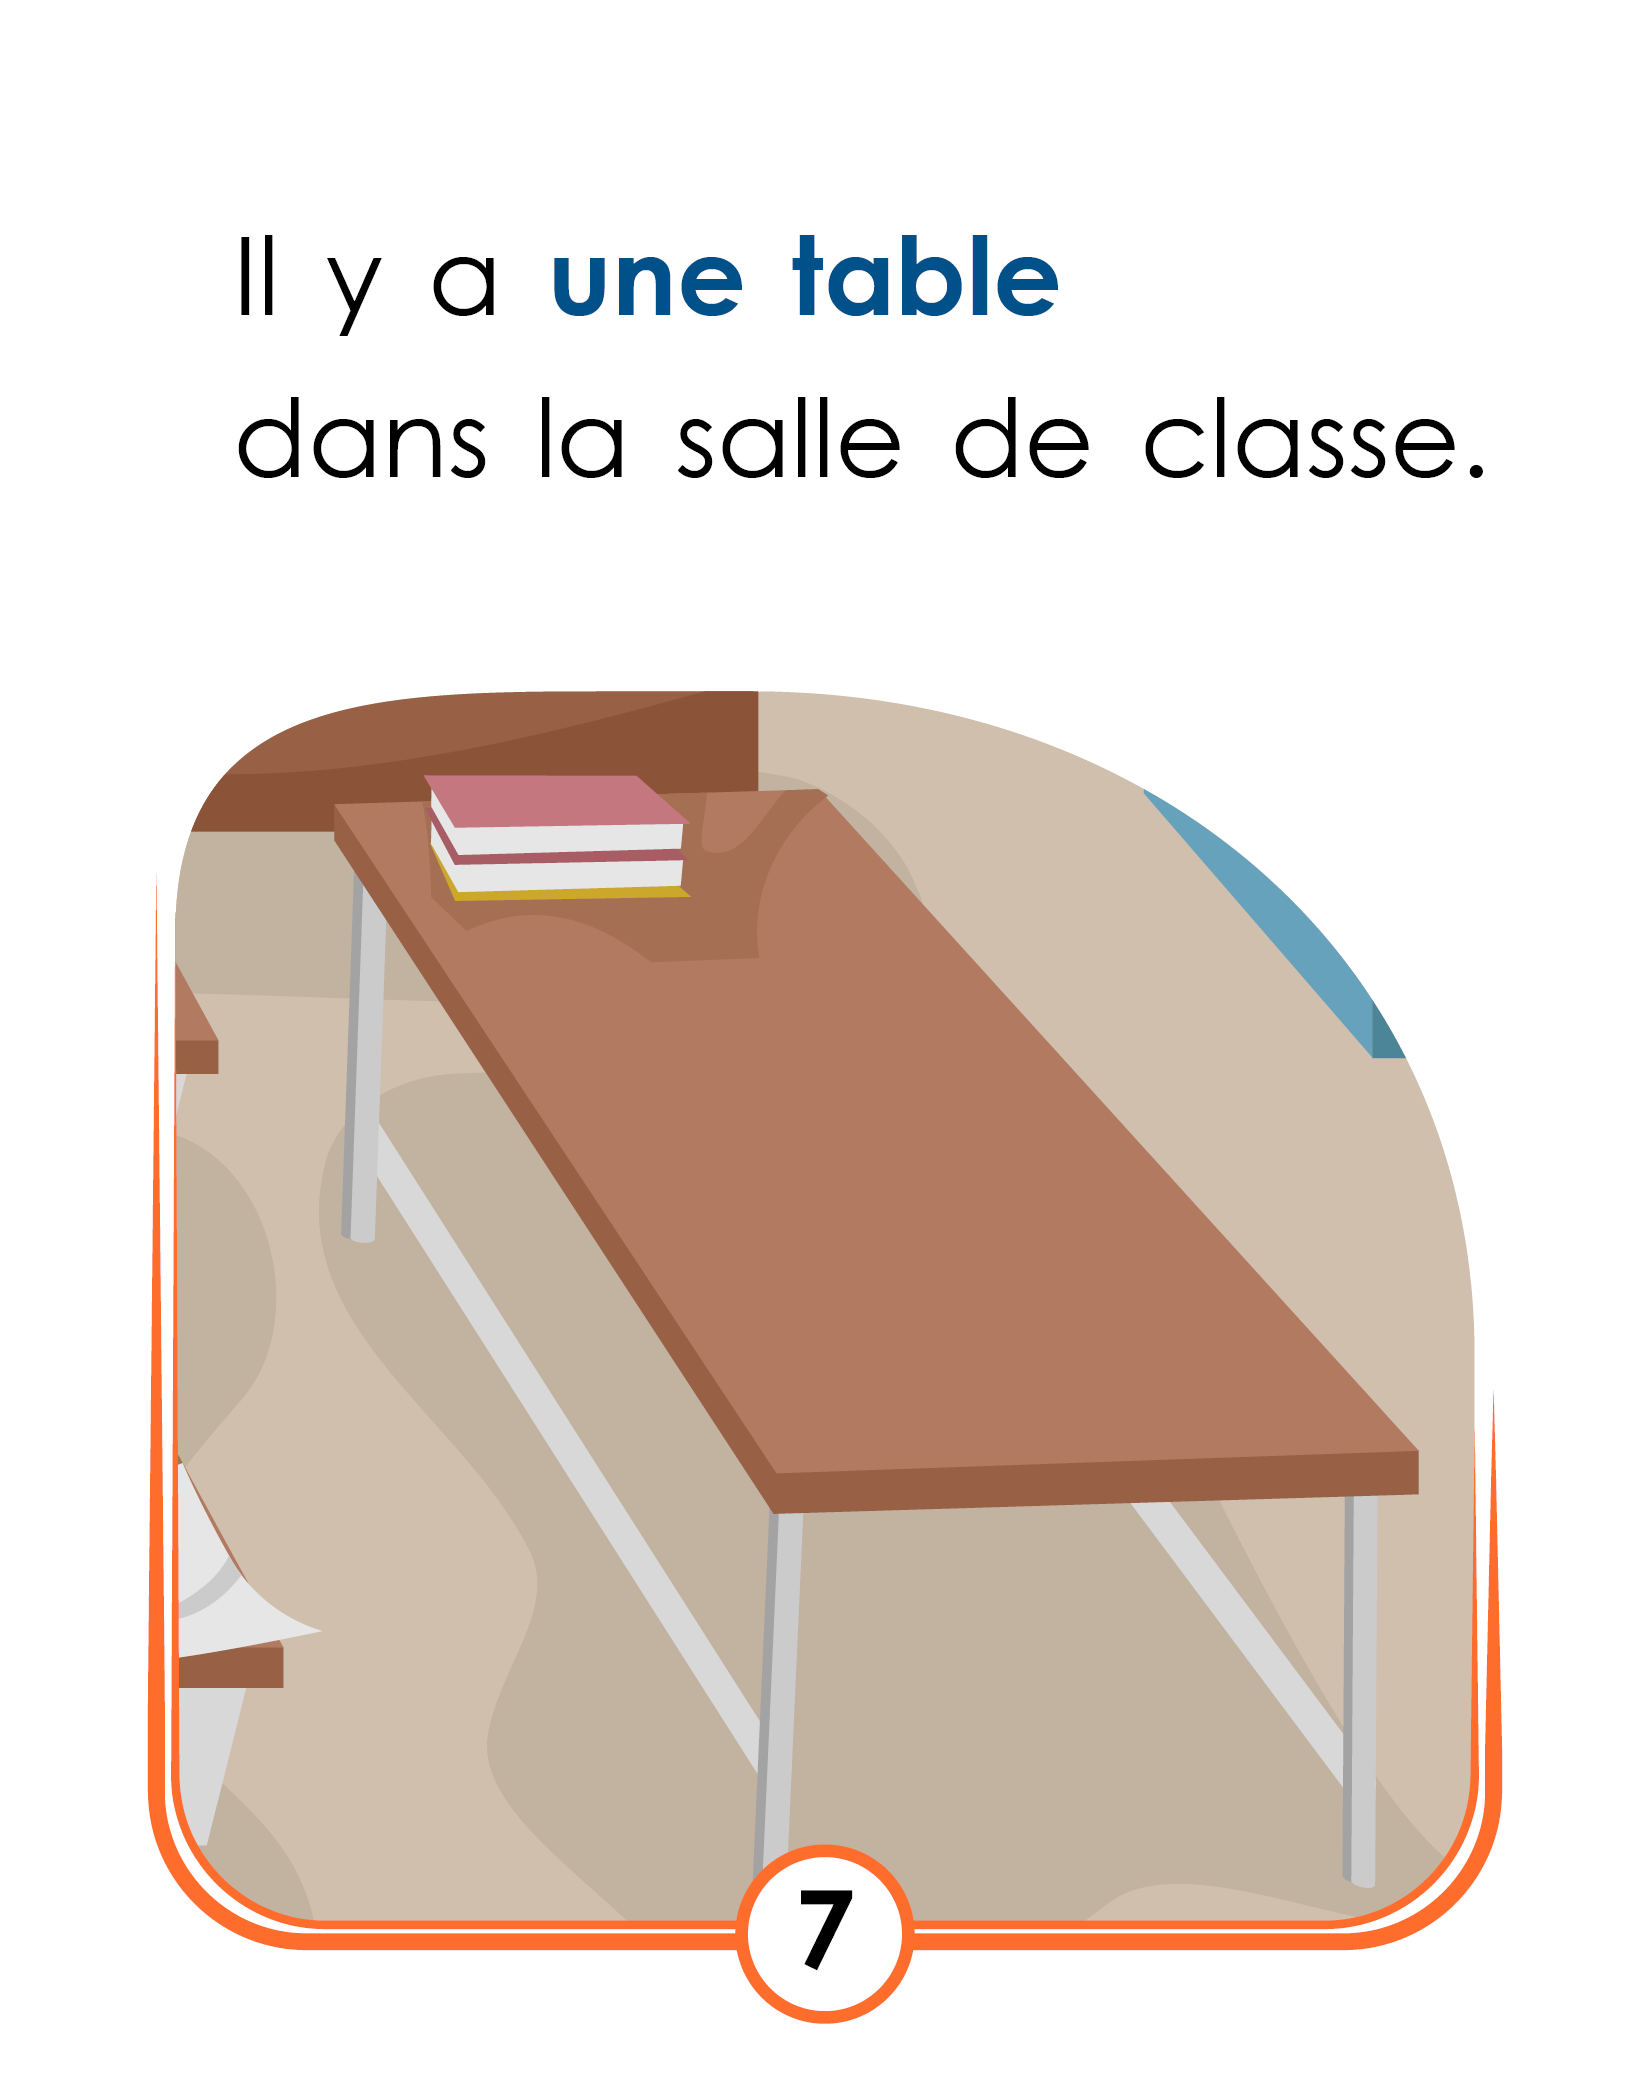 Il y a une table
dans la salle de classe.
7